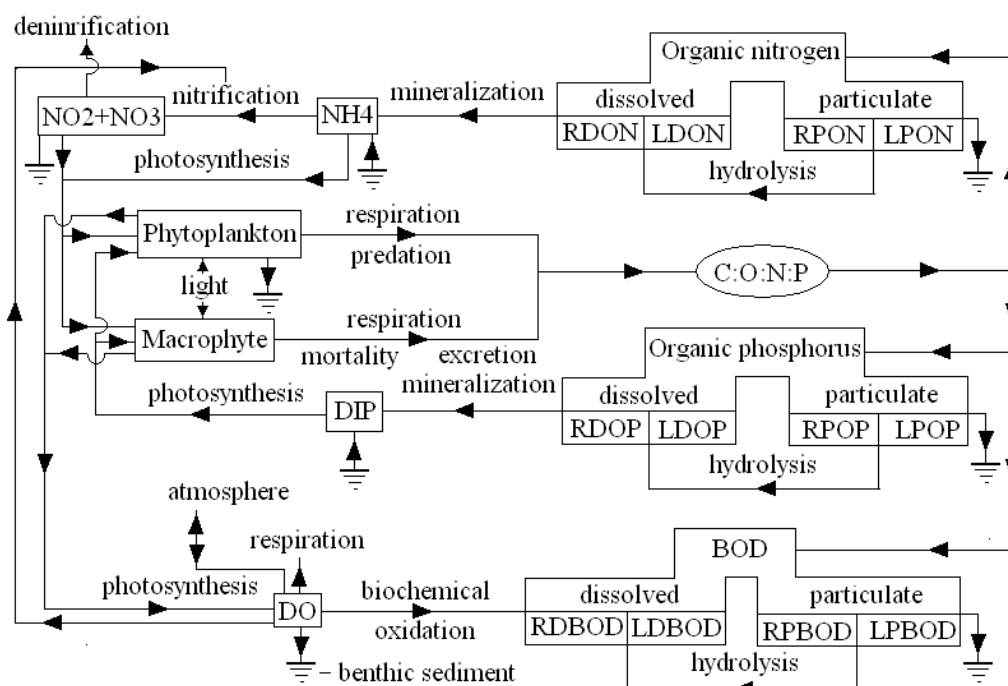 deninrification
Organic nitrogen
nitrification
mineralization
dissolved
particulate
NO2+NO3
NH4
RDON
LDON
RPON
LPON
photosynthesis
hydrolysis
Phytoplankton
respiration
predation
light
C:O:N:P
Macrophyte
respiration
mortality
excretion
Organic phosphorus
photosynthesis
mineralization
dissolved
particulate
DIP
RDOP
LDOP
RPOP
LPOP
hydrolysis
atmosphere
respiration
BOD
photosynthesis
biochemical
oxidation
dissolved
particulate
DO
RDBOD
LDBOD
RPBOD
LPBOD
– benthic sediment
hydrolysis